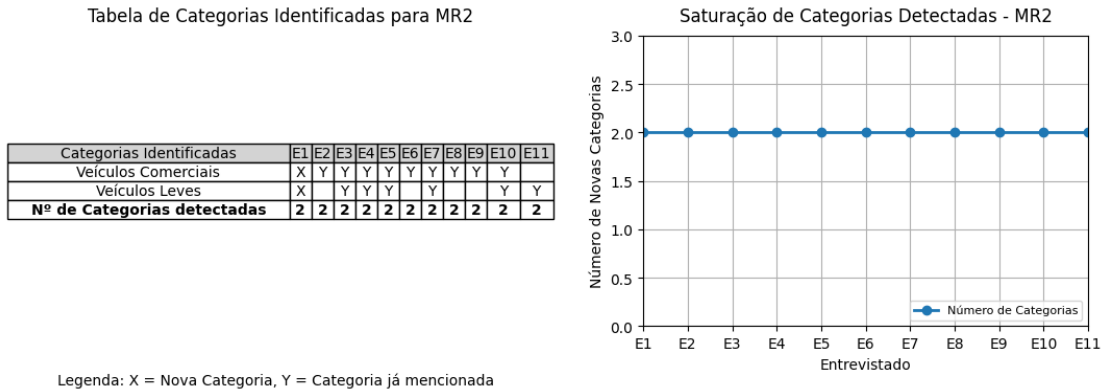 Tabela de Categorias Identificadas para MR2
Categorias Identificadas E1 E2 E3 E4 E5 E6 E7 E8 E9 E10 E11
Veículos Comerciais X Y Y Y Y Y Y Y Y Y
Veículos Leves X Y Y Y Y Y Y
Nº de Categorias detectadas 2 2 2 2 2 2 2 2 2 2 2
Legenda: X = Nova Categoria, Y = Categoria já mencionada
Saturação de Categorias Detectadas - MR2
Número de Novas Categorias
3.0
2.5
2.0
1.5
1.0
0.5
0.0
Número de Categorias
E1 E2 E3 E4 E5 E6 E7 E8 E9 E10 E11
Entrevistado